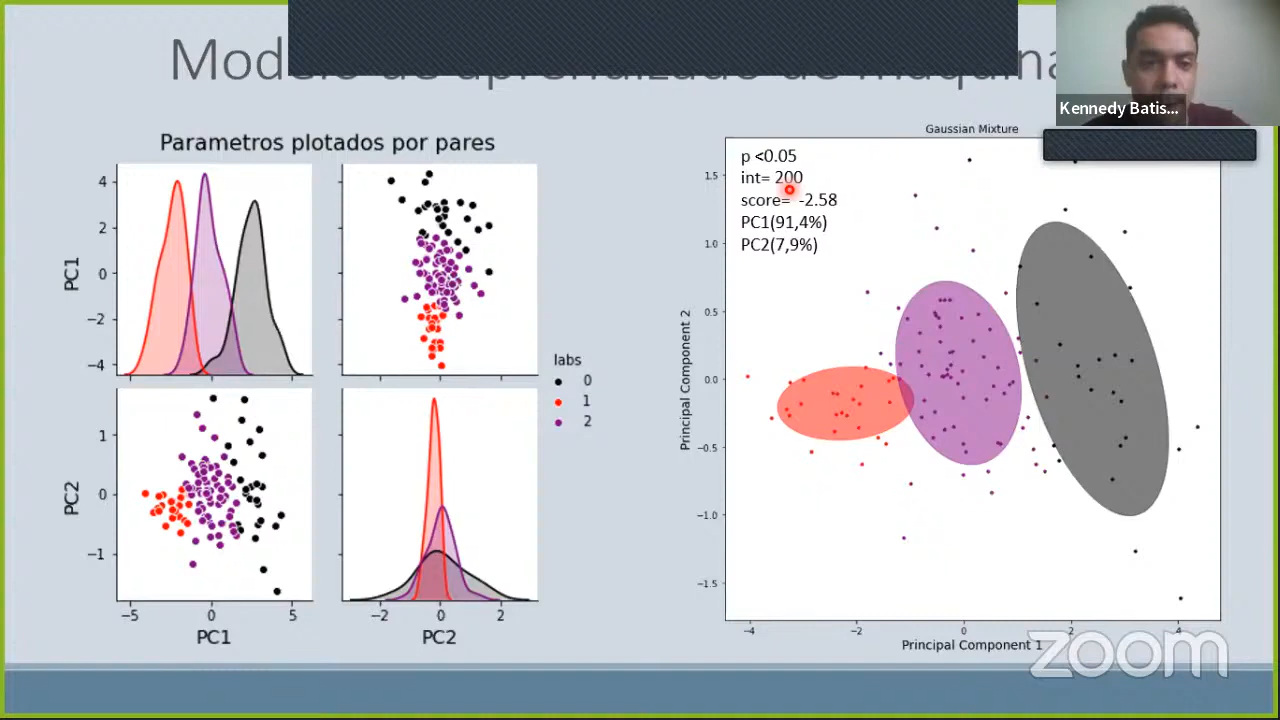 Kennedy Batis...
Parametros plotados por pares
4
2
0
−2
−4
PC1
1
0
−1
PC2
−5 0 5
PC1
−2 0 2
PC2
labs
0
1
2
Gaussian Mixture
p <0.05
int= 200
score= -2.58
PC1(91,4%)
PC2(7,9%)
1.5
1.0
0.5
0.0
−0.5
−1.0
−1.5
Principal Component 2
−4 −2 0 2 4
Principal Component 1
zoom